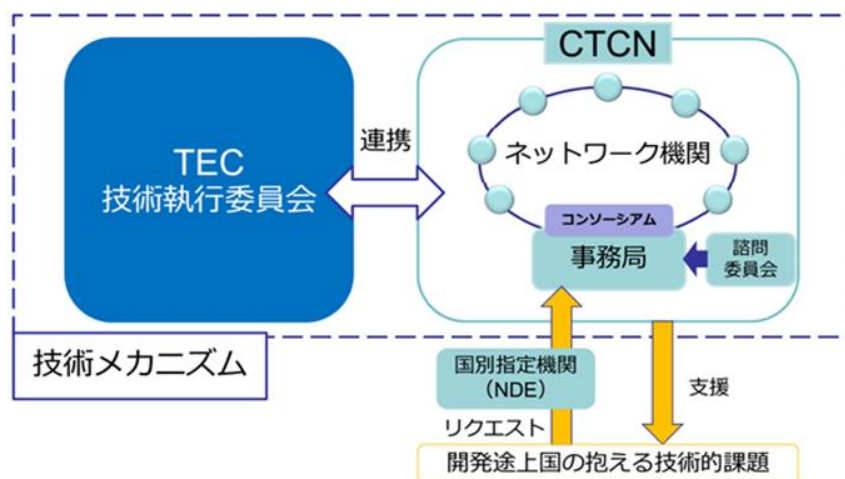 CTCN
連携
TEC
技術執行委員会
ネットワーク機関
コンソーシアム
事務局
諮問
委員会
技術メカニズム
国別指定機関
（NDE）
リクエスト
支援
開発途上国の抱える技術的課題